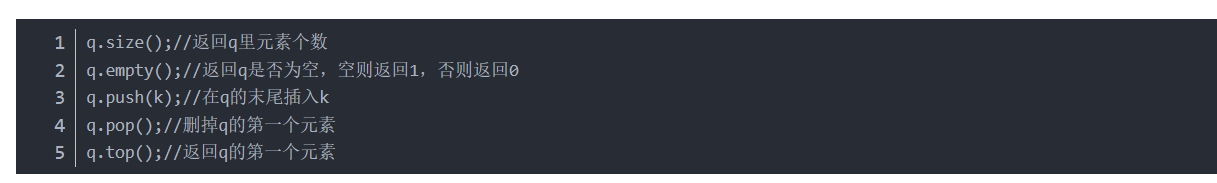 1 q.size();//返回q里元素个数
2 q.empty();//返回q是否为空，空则返回1，否则返回0
3 q.push(k);//在q的末尾插入k
4 q.pop();//删掉q的第一个元素
5 q.top();//返回q的第一个元素